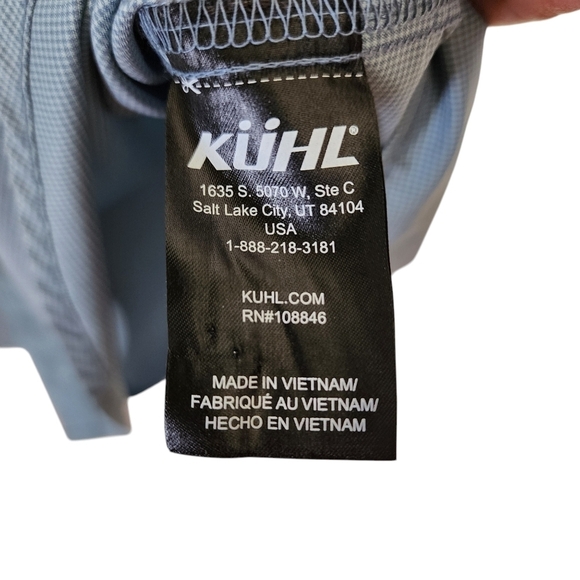 KÜHL®
1635 S. 5070 W, Ste C
Salt Lake City, UT 84104
USA
1-888-218-3181
KUHL.COM
RN#108846
MADE IN VIETNAM/
FABRIQUÉ AU VIETNAM/
HECHO EN VIETNAM